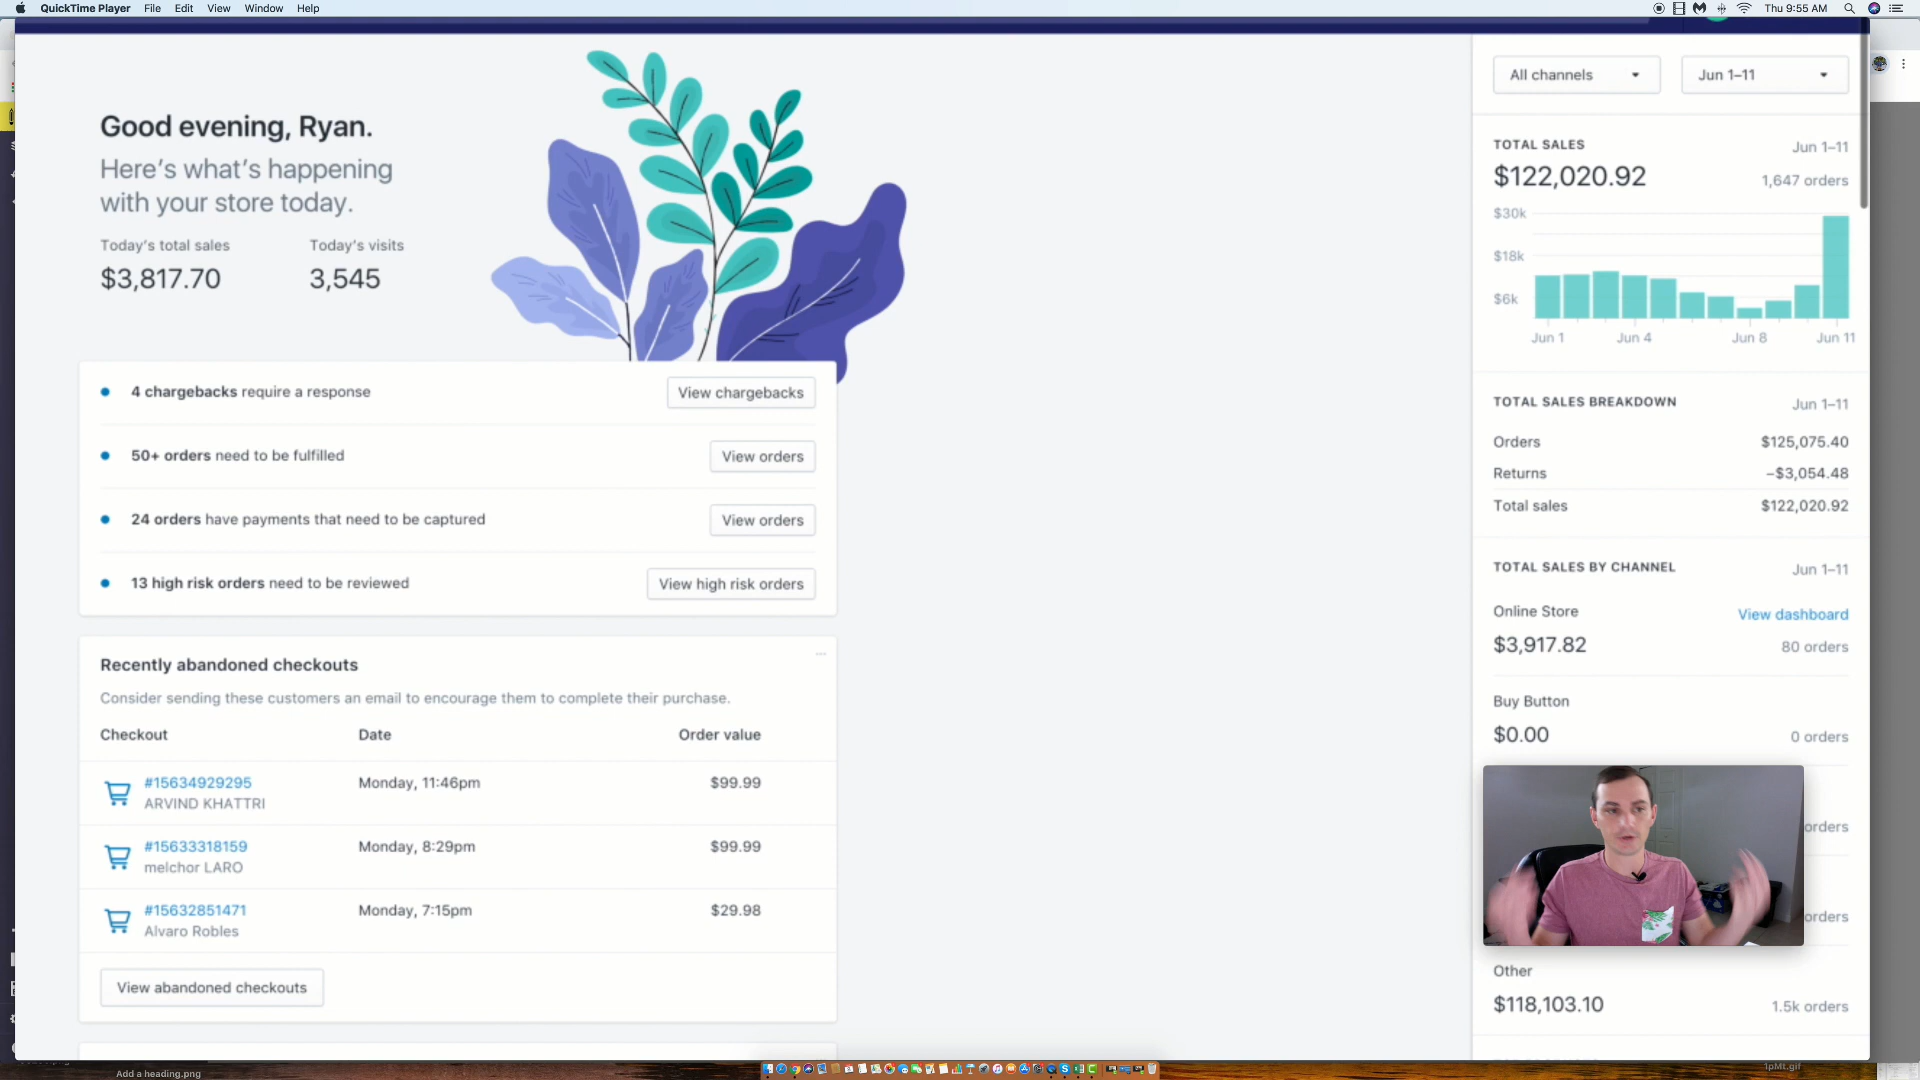 QuickTime Player File Edit View Window Help
Thu 9:55 AM
Good evening, Ryan.
Here's what's happening
with your store today.
Today's total sales
Today's visits
$3,817.70
3,545
4 chargebacks require a response
View chargebacks
50+ orders need to be fulfilled
View orders
24 orders have payments that need to be captured
View orders
13 high risk orders need to be reviewed
View high risk orders
Recently abandoned checkouts
Consider sending these customers an email to encourage them to complete their purchase.
Checkout Date Order value
#15634929295 Monday, 11:46pm $99.99
ARVIND KHATTRI
#15633318159 Monday, 8:29pm $99.99
melchor LARO
#15632851471 Monday, 7:15pm $29.98
Alvaro Robles
View abandoned checkouts
All channels
Jun 1–11
TOTAL SALES Jun 1–11
$122,020.92 1,647 orders
$30k
$18k
$6k
Jun 1 Jun 4 Jun 8 Jun 11
TOTAL SALES BREAKDOWN Jun 1–11
Orders $125,075.40
Returns –$3,054.48
Total sales $122,020.92
TOTAL SALES BY CHANNEL Jun 1–11
Online Store View dashboard
$3,917.82 80 orders
Buy Button
$0.00 0 orders
orders
orders
Other
$118,103.10 1.5k orders
Add a heading.png
1pMt.gif